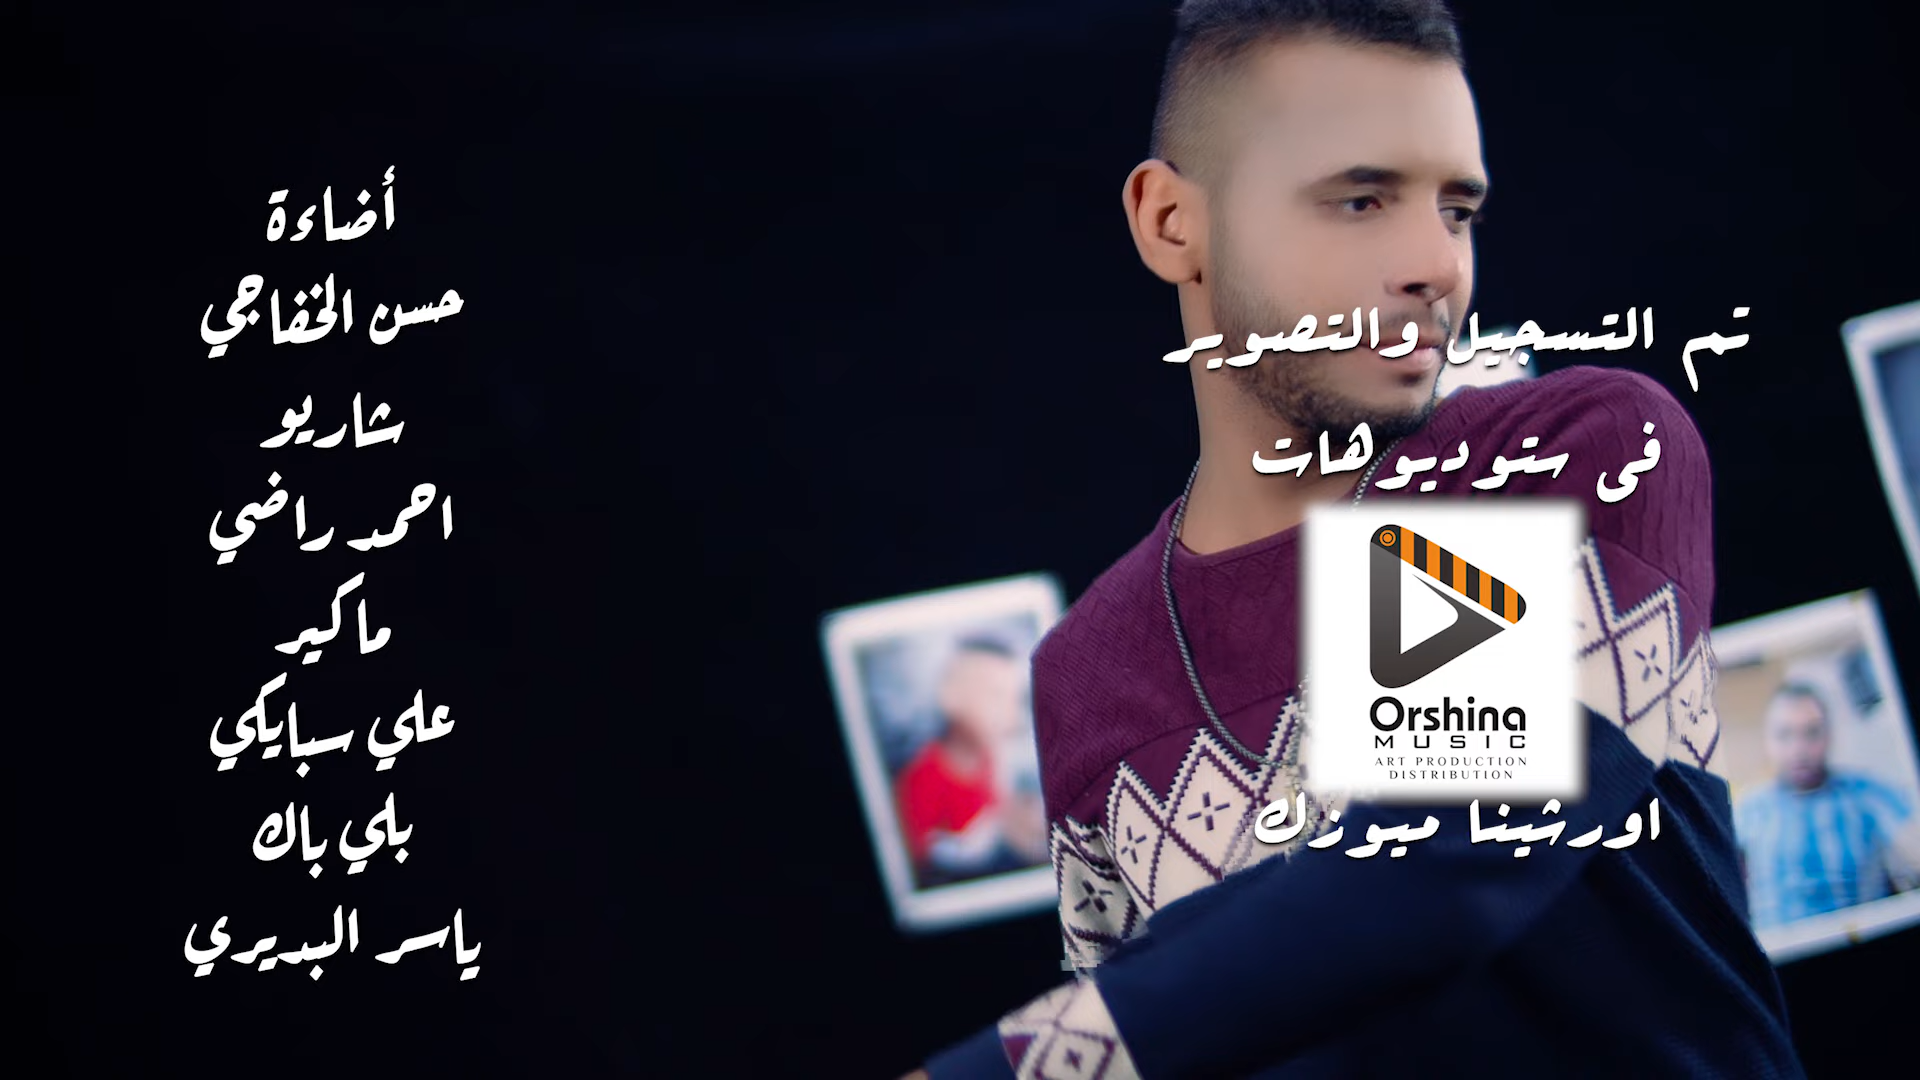 أضاءة
حسن الخفاجي
شاريو
احمد راضي
ماكير
علي سبايكي
بلي باك
ياسر البديري
تم التسجيل والتصوير
فى ستوديوهات
Orshina
MUSIC
ART PRODUCTION
DISTRIBUTION
اورشينا ميوزك